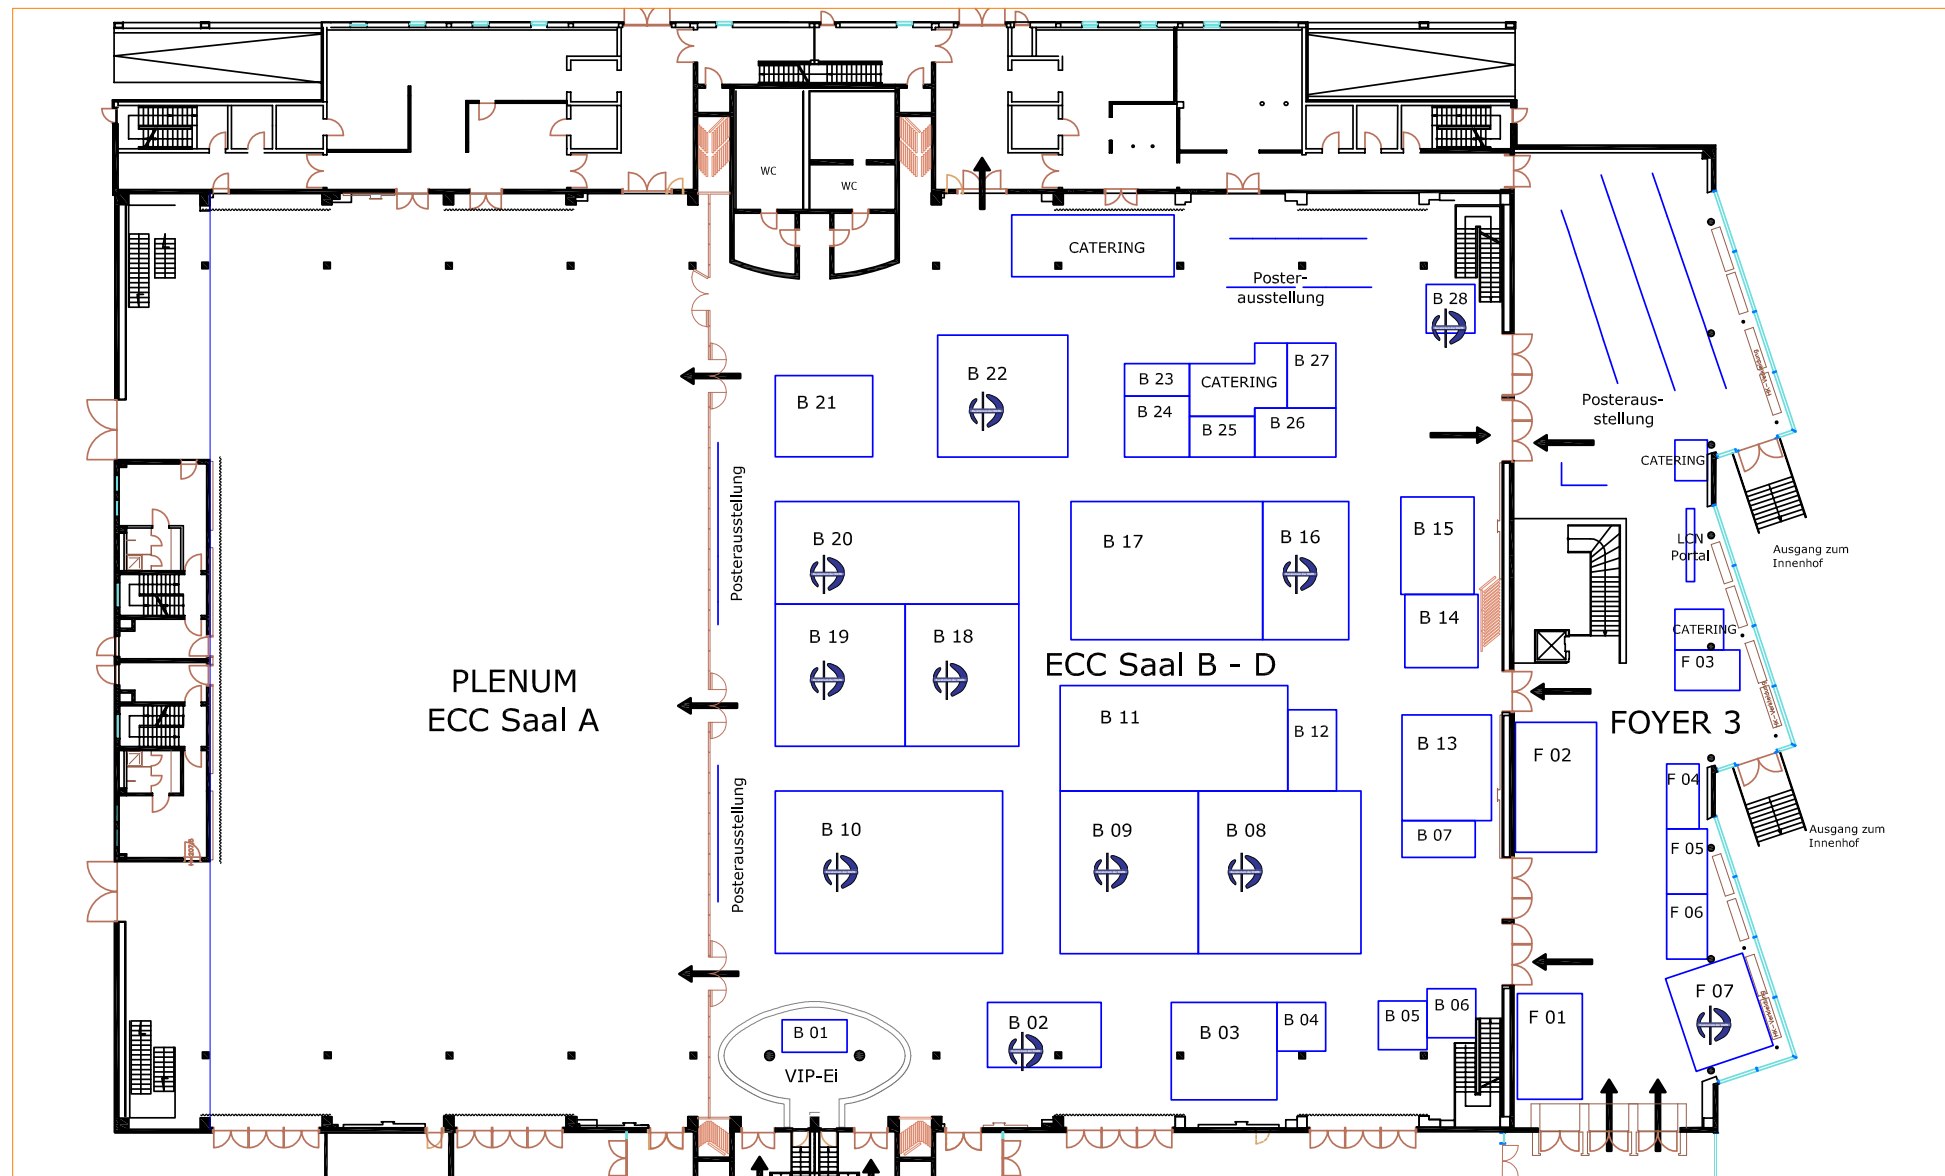 WC
WC
CATERING
Poster-
ausstellung
B 28
B 27
B 22
B 23
CATERING
B 21
B 24
B 25
B 26
Posteraus-
stellung
CATERING
Posterausstellung
B 20
B 17
B 16
B 15
LCN
Portal
Ausgang zum
Innenhof
B 19
B 18
B 14
CATERING
F 03
ECC Saal B - D
PLENUM
ECC Saal A
B 11
B 12
B 13
F 02
FOYER 3
F 04
Posterausstellung
B 10
B 09
B 08
B 07
F 05
Ausgang zum
Innenhof
F 06
F 07
B 01
B 02
B 03
B 04
B 05
B 06
F 01
VIP-Ei